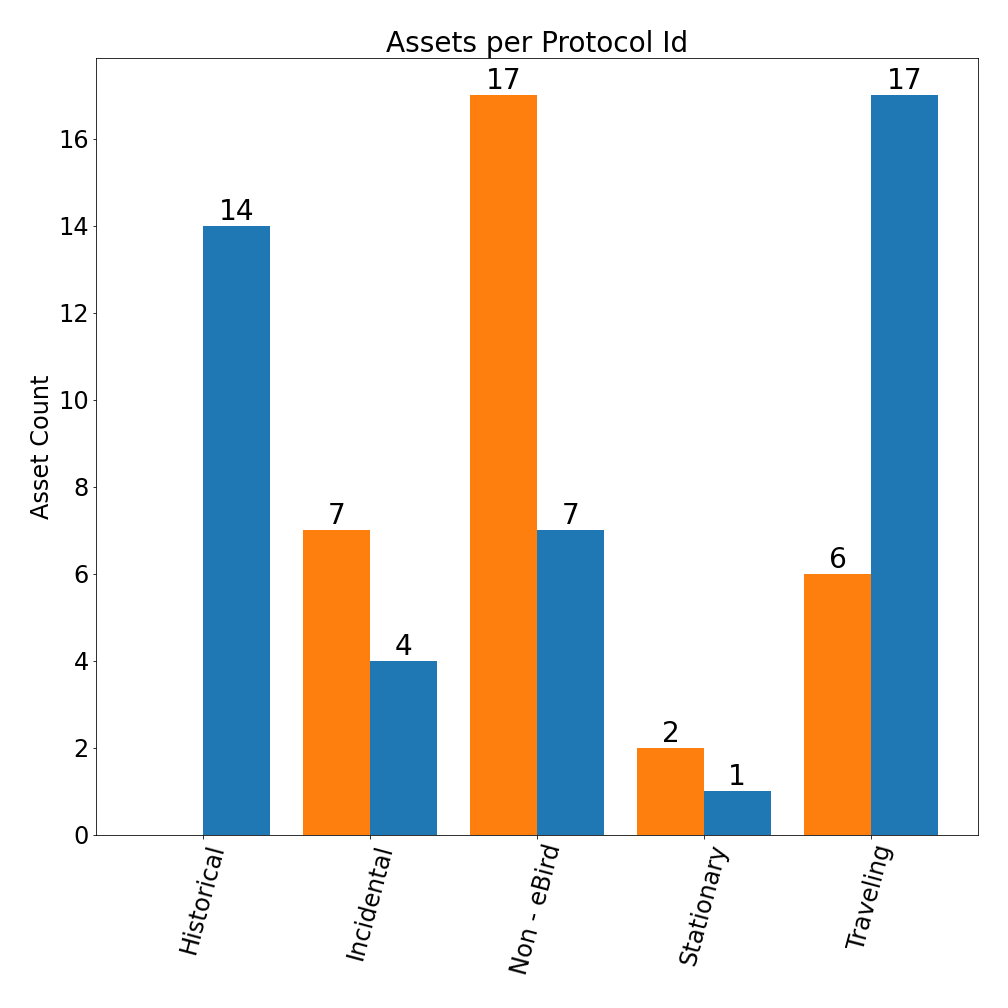 Assets per Protocol Id
17
17
16
14
14
12
10
8
7
7
6
6
4
4
2
2
1
0
Asset Count
Historical
Incidental
Non - eBird
Stationary
Traveling